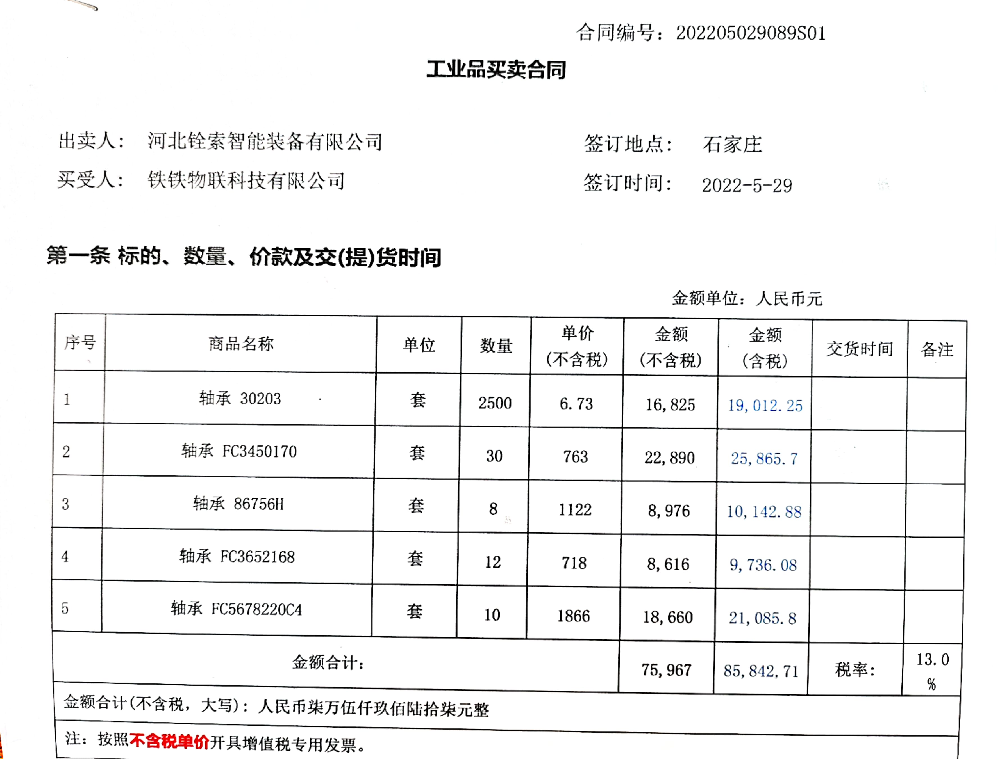 合同编号：202205029089S01
工业品买卖合同
出卖人： 河北铨索智能装备有限公司 签订地点： 石家庄
买受人： 铁铁物联科技有限公司 签订时间： 2022-5-29
第一条 标的、数量、价款及交(提)货时间
金额单位：人民币元
序号 商品名称 单位 数量 单价(不含税) 金额(不含税) 金额(含税) 交货时间 备注
1 轴承 30203 套 2500 6.73 16,825 19,012.25
2 轴承 FC3450170 套 30 763 22,890 25,865.7
3 轴承 86756H 套 8 1122 8,976 10,142.88
4 轴承 FC3652168 套 12 718 8,616 9,736.08
5 轴承 FC5678220C4 套 10 1866 18,660 21,085.8
金额合计： 75,967 85,842,71 税率： 13.0%
金额合计(不含税，大写)：人民币柒万伍仟玖佰陆拾柒元整
注：按照不含税单价开具增值税专用发票。